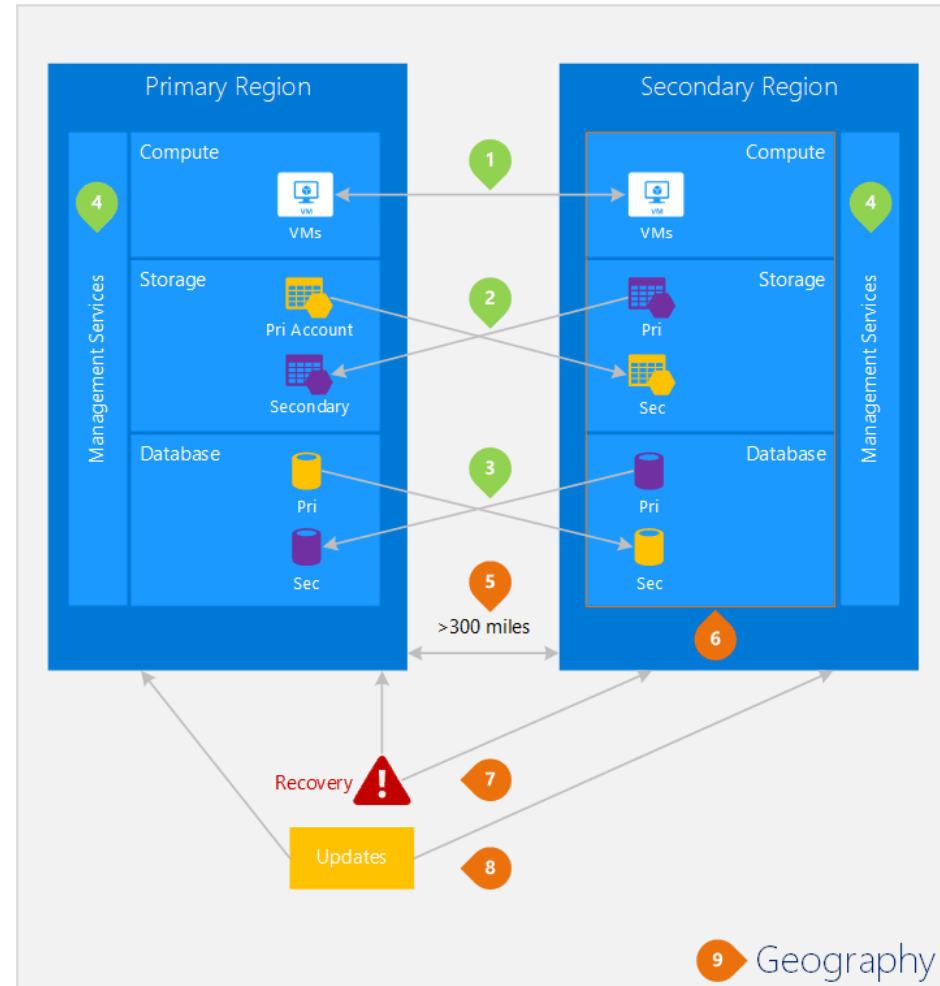 Primary Region
Secondary Region
Compute
1
Compute
4
VM
VMs
VM
VMs
4
Management Services
Storage
2
Storage
Management Services
Pri Account
Pri
Secondary
Sec
Database
3
Database
Pri
Pri
Sec
Sec
5
>300 miles
6
Recovery
!
7
Updates
8
9
Geography